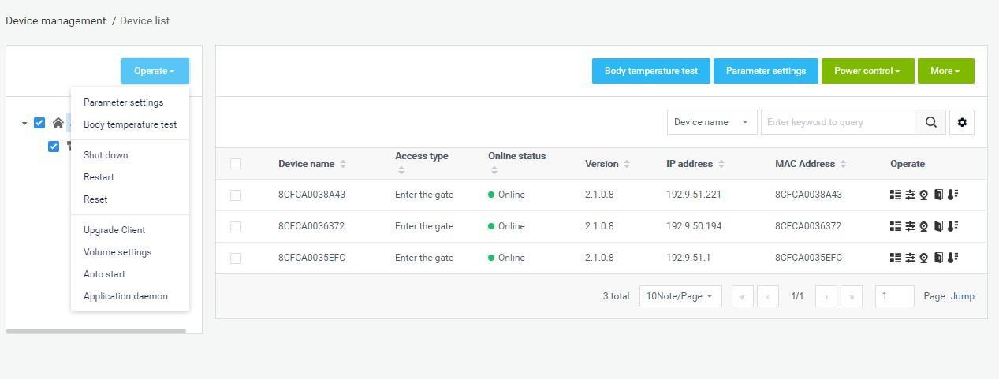 Device management / Device list
Operate
Parameter settings
Body temperature test
Shut down
Restart
Reset
Upgrade Client
Volume settings
Auto start
Application daemon
Body temperature test Parameter settings Power control More
Device name Enter keyword to query
Device name Access type Online status Version IP address MAC Address Operate
8CFCA0038A43 Enter the gate Online 2.1.0.8 192.9.51.221 8CFCA0038A43
8CFCA0036372 Enter the gate Online 2.1.0.8 192.9.50.194 8CFCA0036372
8CFCA0035EFC Enter the gate Online 2.1.0.8 192.9.51.1 8CFCA0035EFC
3 total 10Note/Page « ‹ 1/1 › » 1 Page Jump